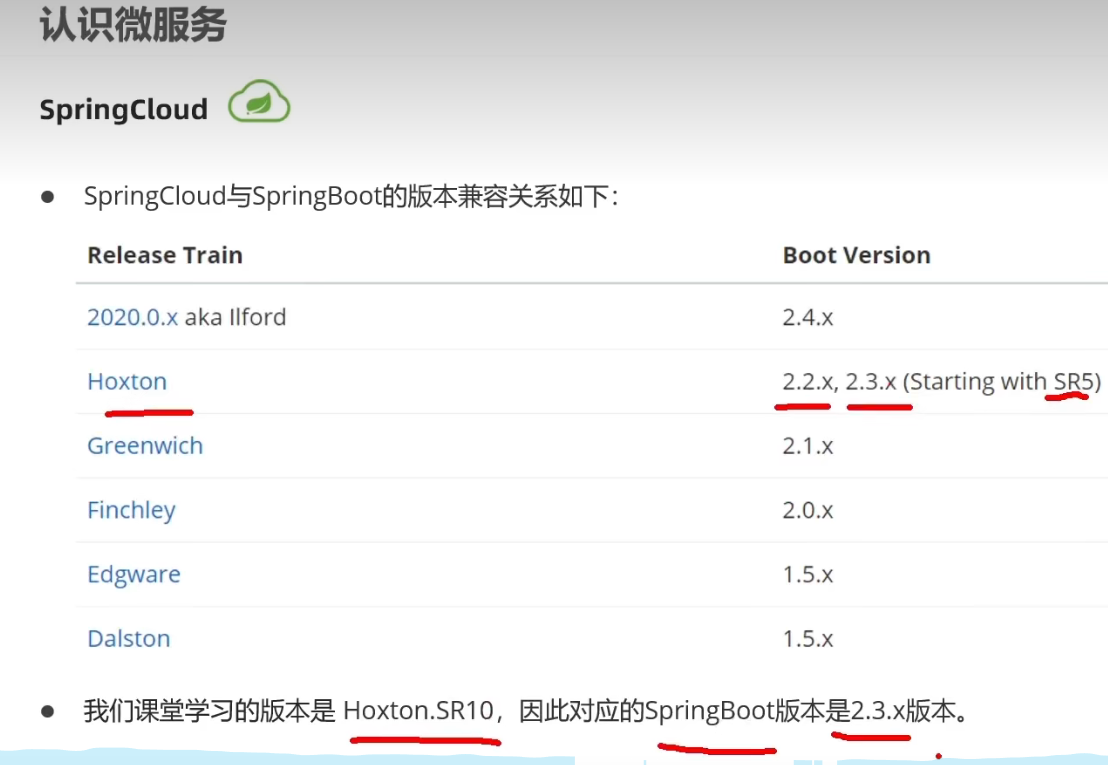 认识微服务
SpringCloud
● SpringCloud与SpringBoot的版本兼容关系如下：
Release Train Boot Version
2020.0.x aka Ilford 2.4.x
Hoxton 2.2.x, 2.3.x (Starting with SR5)
Greenwich 2.1.x
Finchley 2.0.x
Edgware 1.5.x
Dalston 1.5.x
● 我们课堂学习的版本是 Hoxton.SR10，因此对应的SpringBoot版本是2.3.x版本。